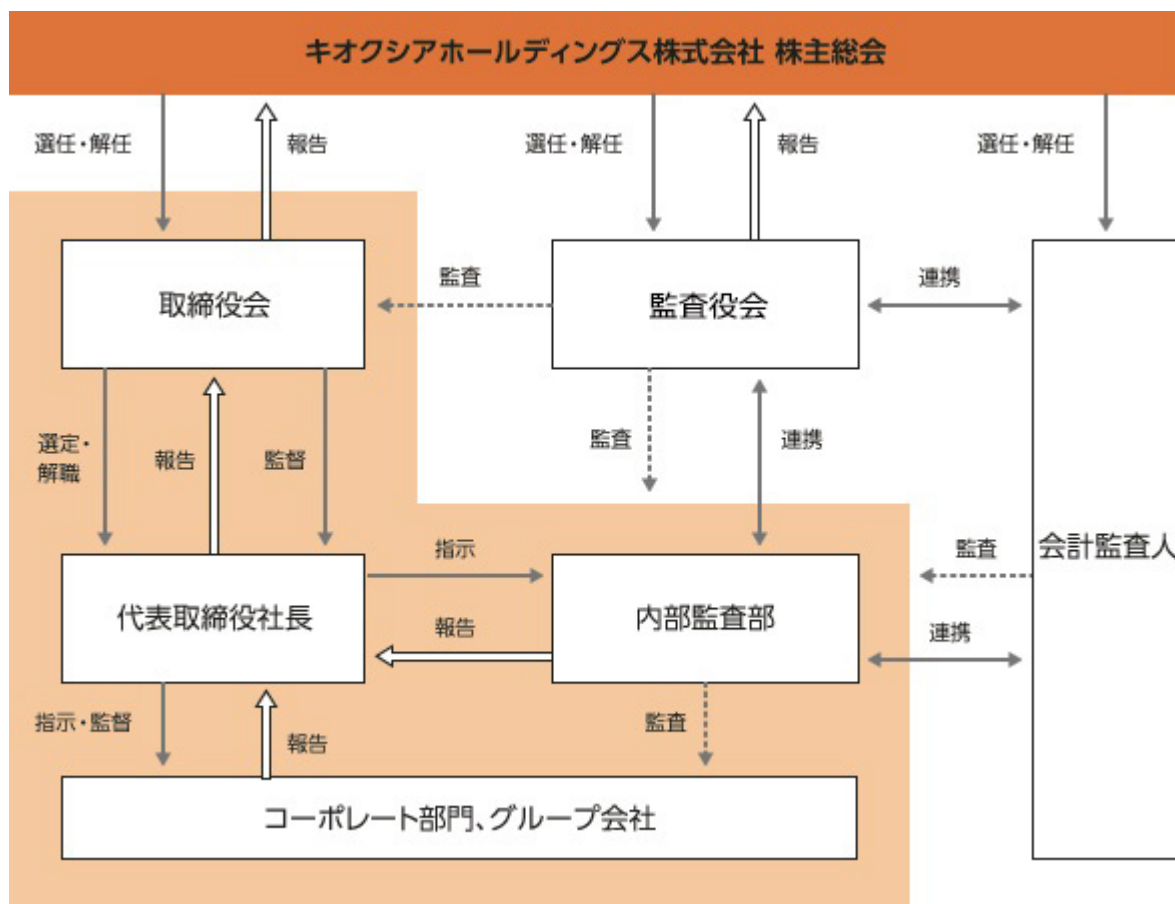 キオクシアホールディングス株式会社 株主総会
選任・解任
報告
選任・解任
報告
選任・解任
取締役会
監査
監査役会
連携
選定・
解職
報告
監督
監査
連携
会計監査人
代表取締役社長
指示
報告
内部監査部
監査
連携
指示・監督
報告
監査
コーポレート部門、グループ会社